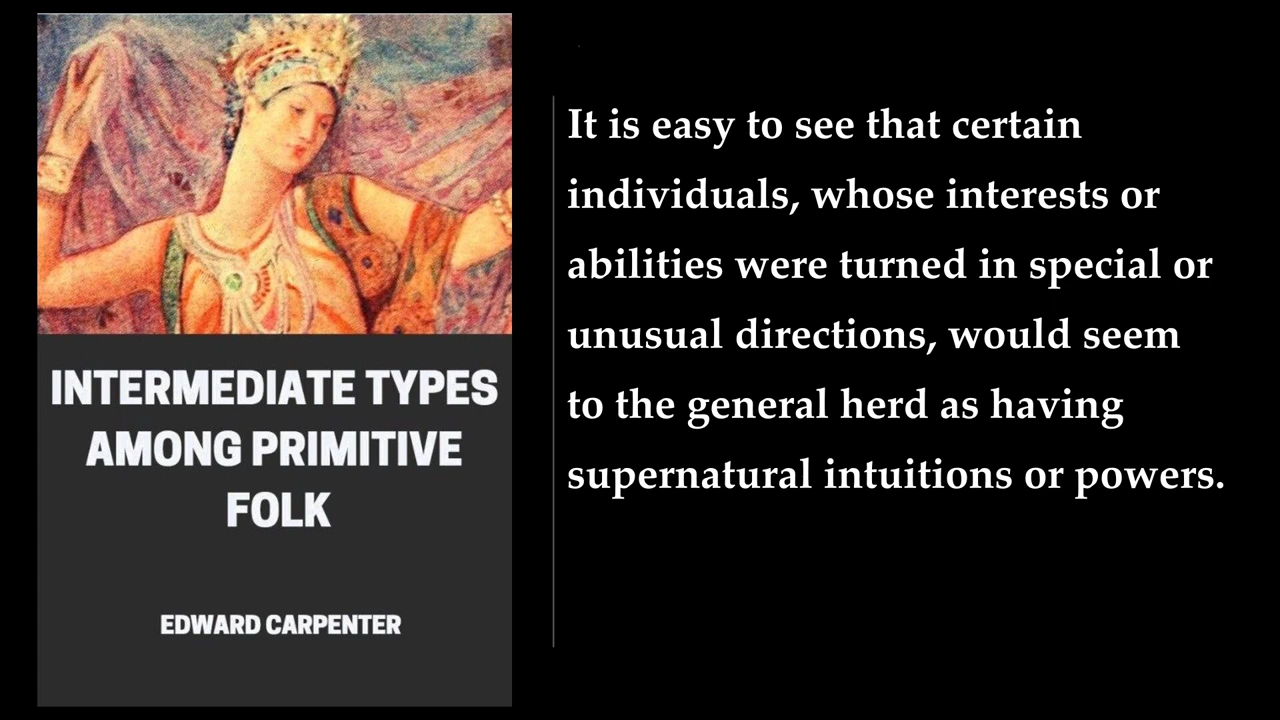 INTERMEDIATE TYPES
AMONG PRIMITIVE
FOLK
EDWARD CARPENTER
It is easy to see that certain
individuals, whose interests or
abilities were turned in special or
unusual directions, would seem
to the general herd as having
supernatural intuitions or powers.